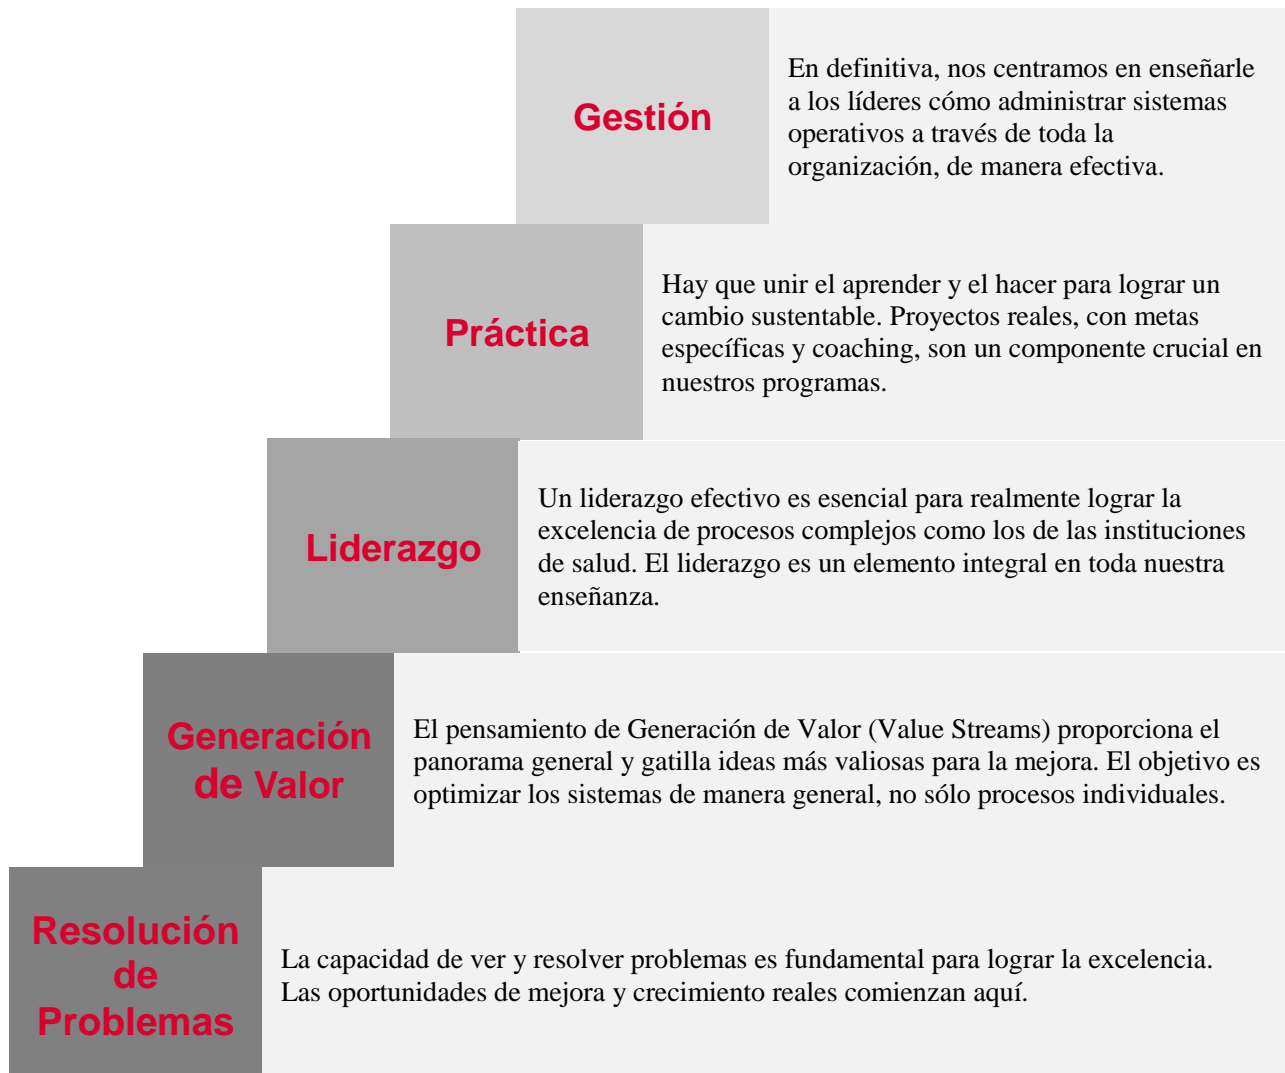 Gestión
En definitiva, nos centramos en enseñarle
a los líderes cómo administrar sistemas
operativos a través de toda la
organización, de manera efectiva.
Práctica
Hay que unir el aprender y el hacer para lograr un
cambio sustentable. Proyectos reales, con metas
específicas y coaching, son un componente crucial en
nuestros programas.
Liderazgo
Un liderazgo efectivo es esencial para realmente lograr la
excelencia de procesos complejos como los de las instituciones
de salud. El liderazgo es un elemento integral en toda nuestra
enseñanza.
Generación
de Valor
El pensamiento de Generación de Valor (Value Streams) proporciona el
panorama general y gatilla ideas más valiosas para la mejora. El objetivo es
optimizar los sistemas de manera general, no sólo procesos individuales.
Resolución
de
Problemas
La capacidad de ver y resolver problemas es fundamental para lograr la excelencia.
Las oportunidades de mejora y crecimiento reales comienzan aquí.